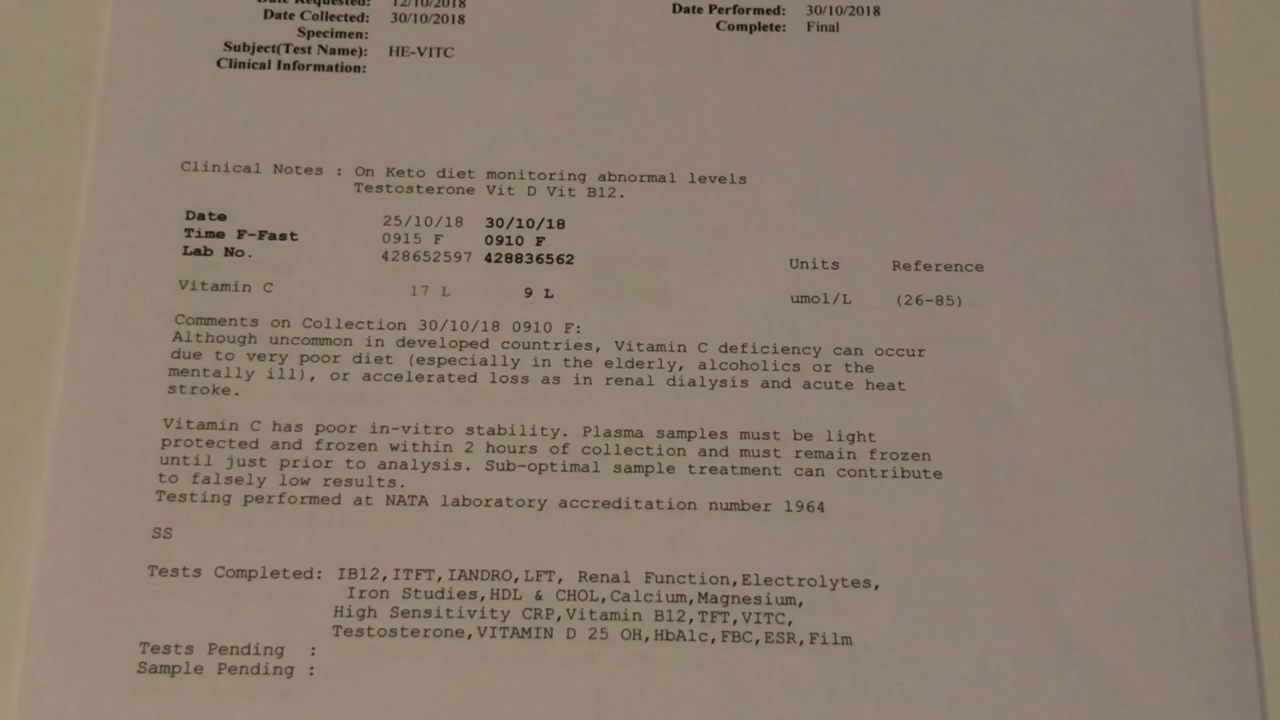 Date Requested: 12/10/2018
Date Collected: 30/10/2018
Date Performed: 30/10/2018
Specimen:
Complete: Final
Subject(Test Name): HE-VITC
Clinical Information:
Clinical Notes : On Keto diet monitoring abnormal levels
Testosterone Vit D Vit B12.
Date 25/10/18 30/10/18
Time F-Fast 0915 F 0910 F
Lab No. 428652597 428836562 Units Reference
Vitamin C 17 L 9 L umol/L (26-85)
Comments on Collection 30/10/18 0910 F:
Although uncommon in developed countries, Vitamin C deficiency can occur
due to very poor diet (especially in the elderly, alcoholics or the
mentally ill), or accelerated loss as in renal dialysis and acute heat
stroke.
Vitamin C has poor in-vitro stability. Plasma samples must be light
protected and frozen within 2 hours of collection and must remain frozen
until just prior to analysis. Sub-optimal sample treatment can contribute
to falsely low results.
Testing performed at NATA laboratory accreditation number 1964
SS
Tests Completed: IB12,ITFT,IANDRO,LFT, Renal Function,Electrolytes,
Iron Studies,HDL & CHOL,Calcium,Magnesium,
High Sensitivity CRP,Vitamin B12,TFT,VITC,
Testosterone,VITAMIN D 25 OH,HbA1c,FBC,ESR,Film
Tests Pending :
Sample Pending :